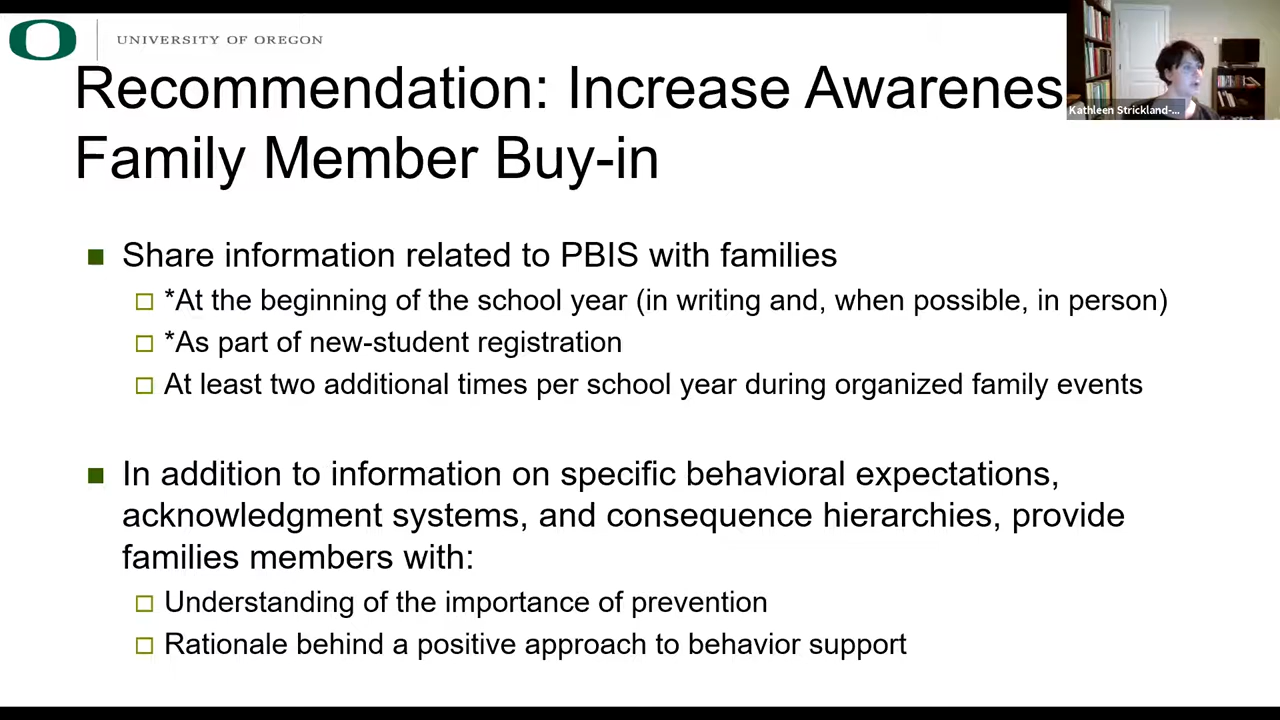 UNIVERSITY OF OREGON
Recommendation: Increase Awarenes
Family Member Buy-in
Kathleen Strickland-...
■ Share information related to PBIS with families
□ *At the beginning of the school year (in writing and, when possible, in person)
□ *As part of new-student registration
□ At least two additional times per school year during organized family events
■ In addition to information on specific behavioral expectations,
acknowledgment systems, and consequence hierarchies, provide
families members with:
□ Understanding of the importance of prevention
□ Rationale behind a positive approach to behavior support